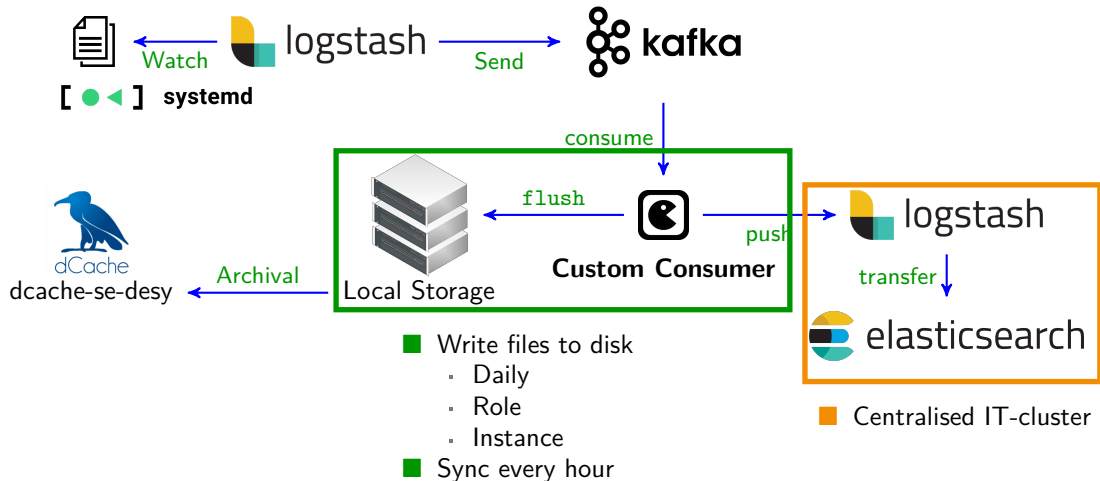 logstash
kafka
Watch
Send
[ ] systemd
consume
flush
push
logstash
dCache
dcache-se-desy
Archival
Local Storage
Custom Consumer
transfer
elasticsearch
Write files to disk
Daily
Role
Instance
Sync every hour
Centralised IT-cluster